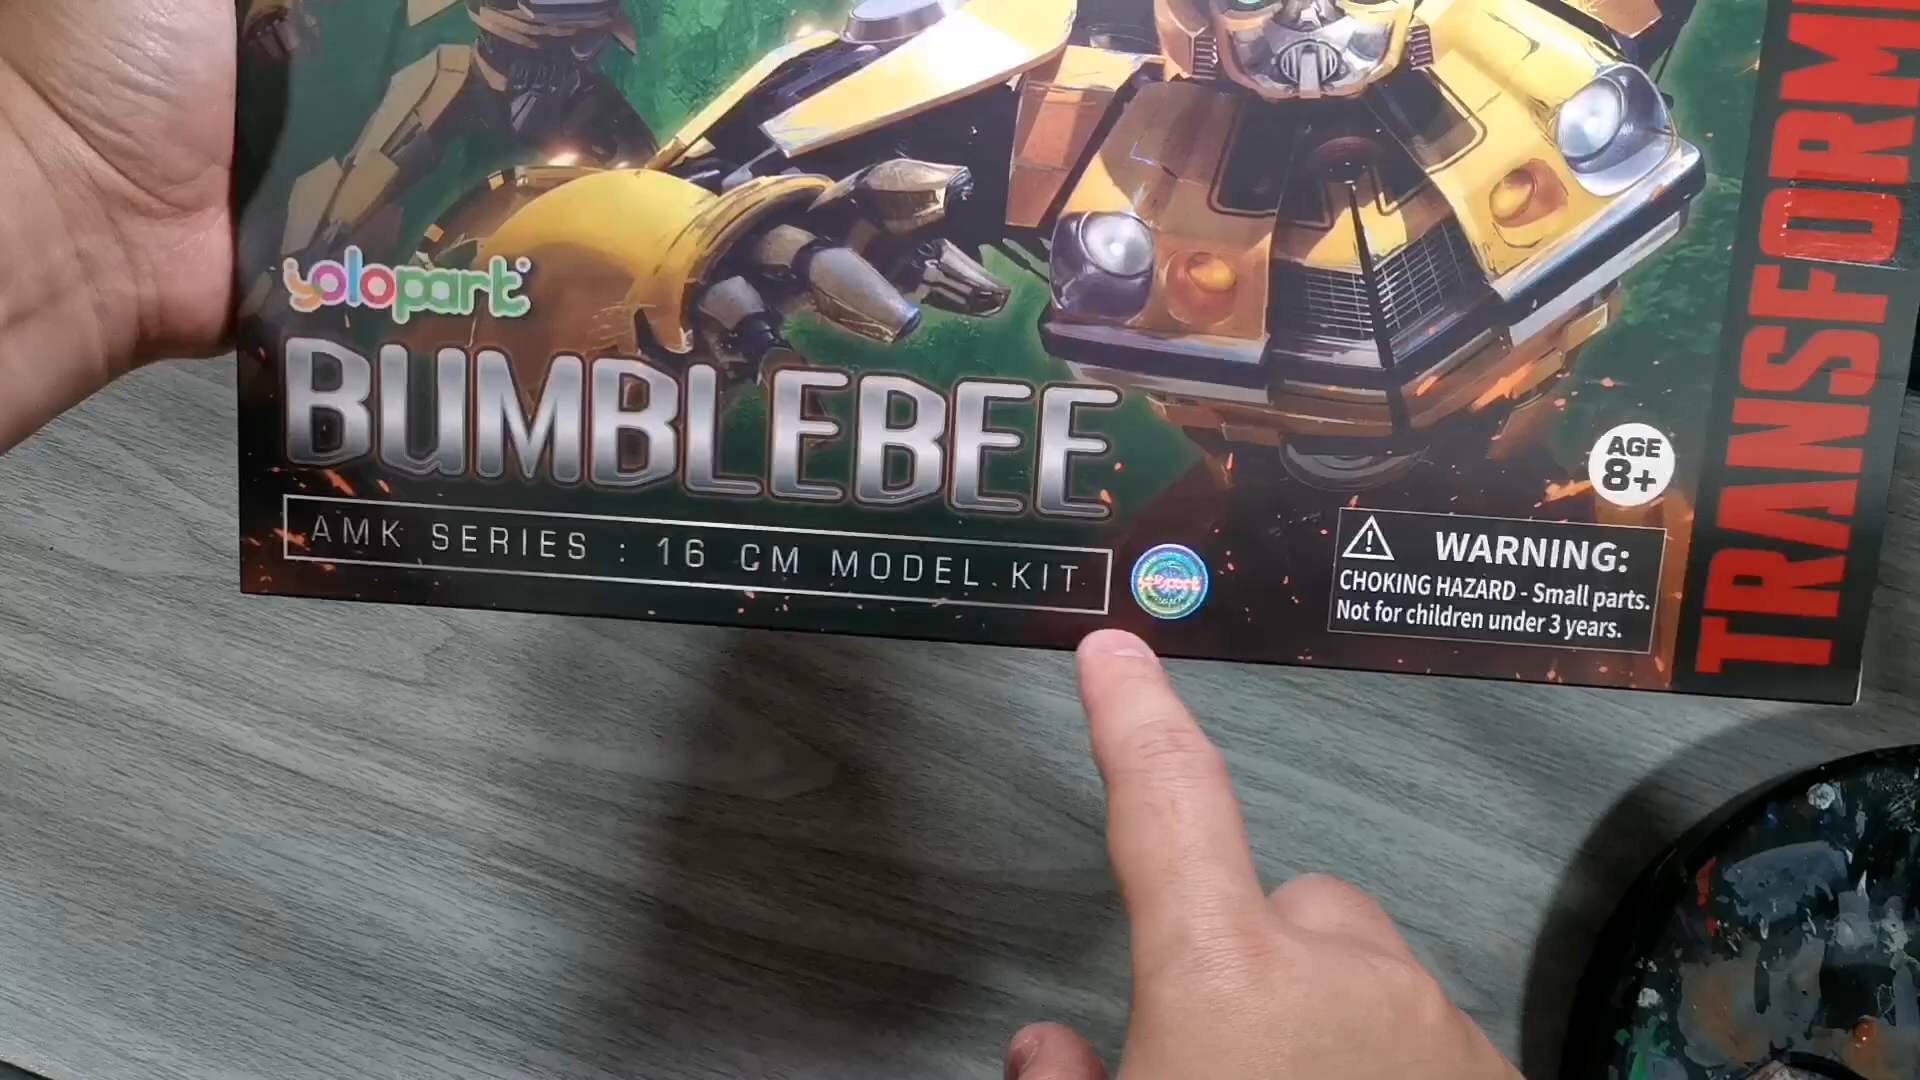 yolopart
BUMBLEBEE
AMK SERIES : 16 CM MODEL KIT
yolopart
AGE
8+
WARNING:
CHOKING HAZARD - Small parts.
Not for children under 3 years.
TRANSFORM